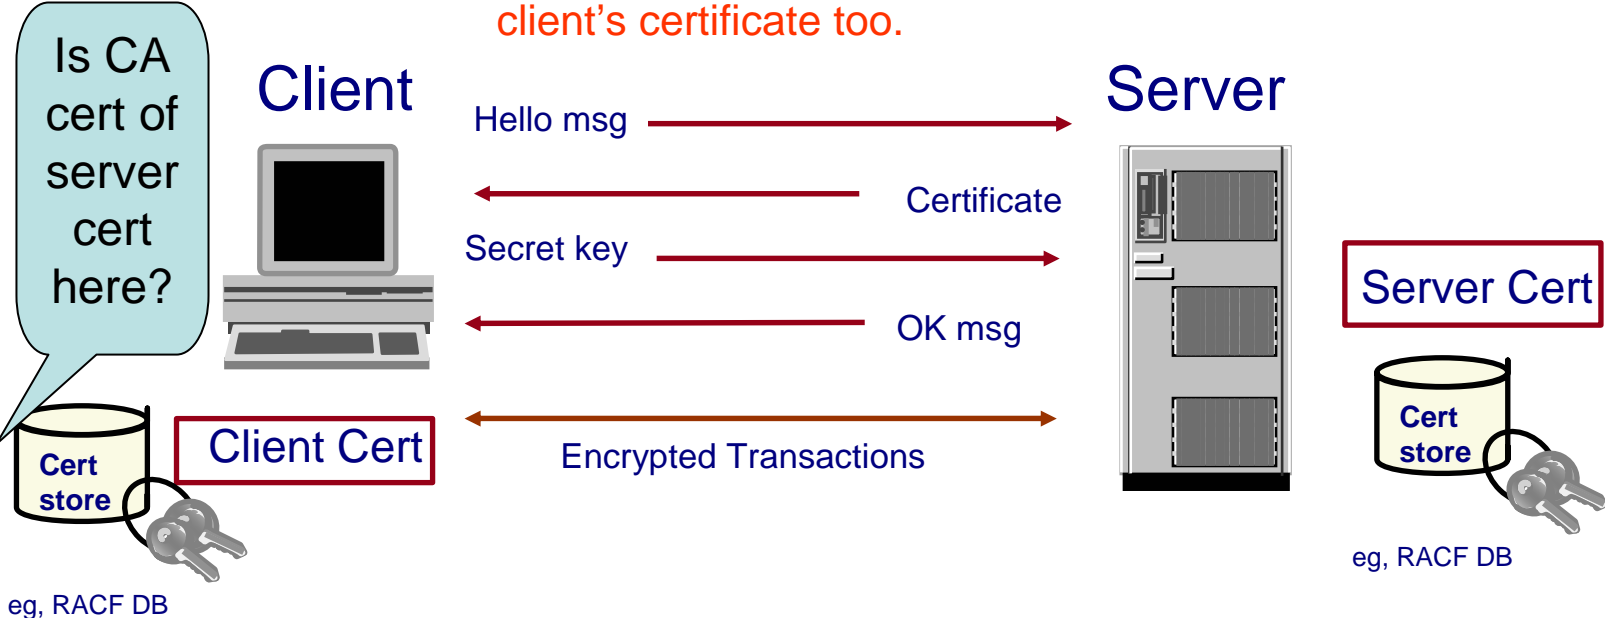 client's certificate too.
Is CA
cert of
server
cert
here?
Client
Server
Hello msg
Certificate
Secret key
OK msg
Server Cert
Cert
store
Client Cert
Encrypted Transactions
Cert
store
eg, RACF DB
eg, RACF DB